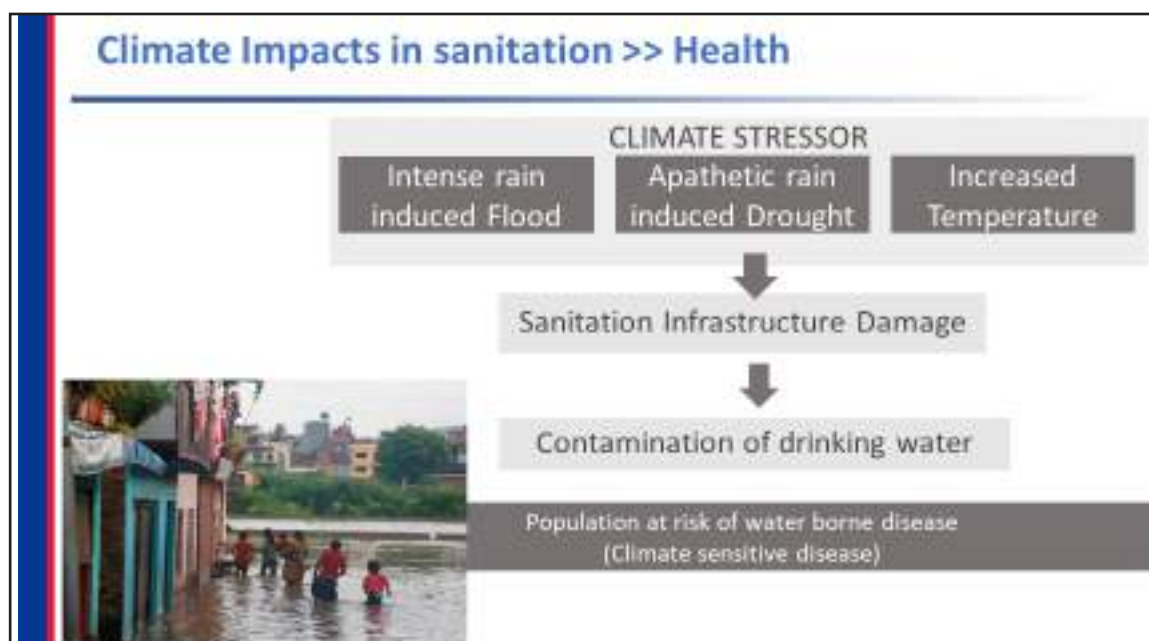 Climate Impacts in sanitation >> Health
CLIMATE STRESSOR
Intense rain
induced Flood
Apathetic rain
induced Drought
Increased
Temperature
Sanitation Infrastructure Damage
Contamination of drinking water
Population at risk of water borne disease
(Climate sensitive disease)